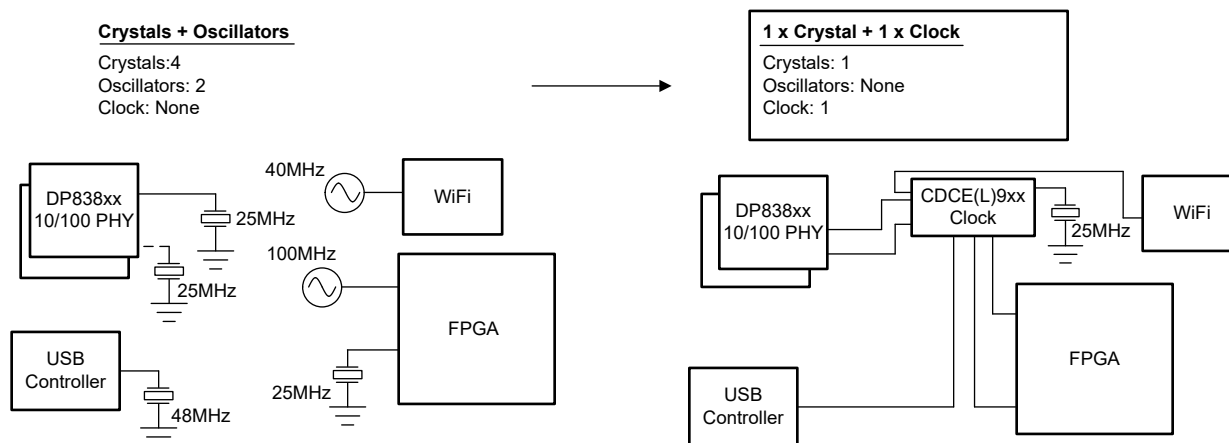 Crystals + Oscillators
Crystals:4
Oscillators: 2
Clock: None
1 x Crystal + 1 x Clock
Crystals: 1
Oscillators: None
Clock: 1
DP838xx
10/100 PHY
25MHz
25MHz
USB
Controller
48MHz
40MHz
WiFi
100MHz
FPGA
25MHz
DP838xx
10/100 PHY
CDCE(L)9xx
Clock
25MHz
WiFi
FPGA
USB
Controller